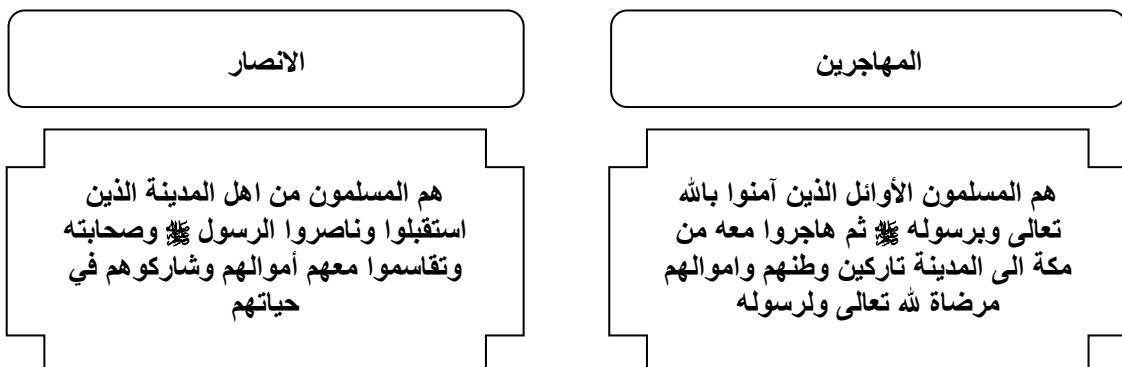 المهاجرين
هم المسلمون الأوائل الذين آمنوا بالله
تعالى وبرسوله ﷺ ثم هاجروا معه من
مكة الى المدينة تاركين وطنهم واموالهم
مرضاة لله تعالى ولرسوله
الانصار
هم المسلمون من اهل المدينة الذين
استقبلوا وناصروا الرسول ﷺ وصحابته
وتقاسموا معهم أموالهم وشاركوهم في
حياتهم